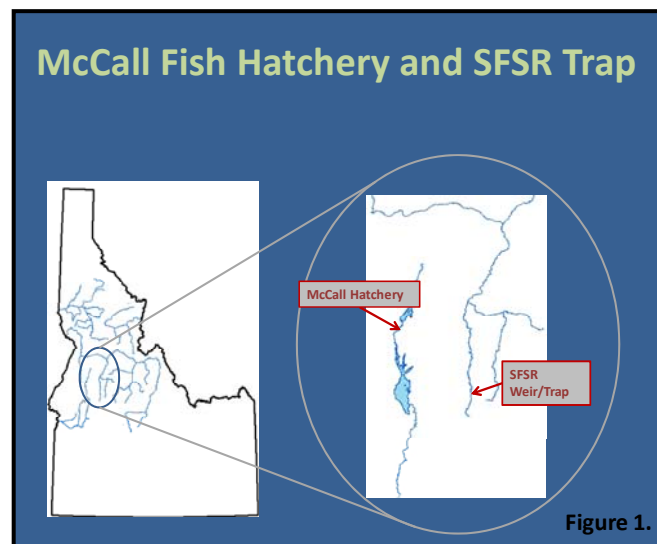 McCall Fish Hatchery and SFSR Trap
McCall Hatchery
SFSR
Weir/Trap
Figure 1.